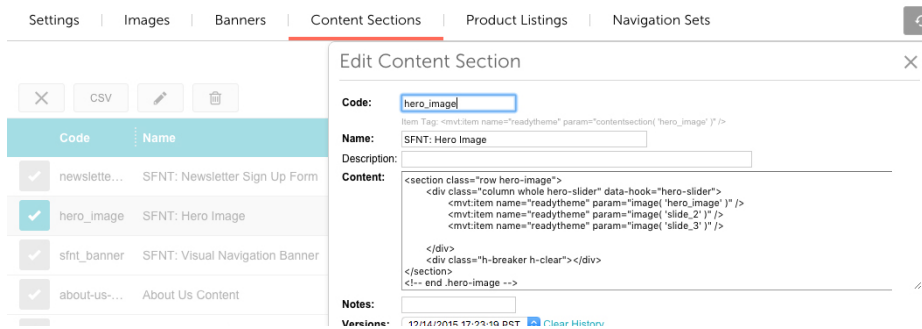 Settings | Images | Banners | Content Sections | Product Listings | Navigation Sets
Edit Content Section
CSV
Code Name
newslette... SFNT: Newsletter Sign Up Form
hero_image SFNT: Hero Image
sfnt_banner SFNT: Visual Navigation Banner
about-us-... About Us Content
Code: hero_image
Item Tag: <mvt:item name="readytheme" param="contentsection( 'hero_image' )" />
Name: SFNT: Hero Image
Description:
Content: <section class="row hero-image">
<div class="column whole hero-slider" data-hook="hero-slider">
<mvt:item name="readytheme" param="image( 'hero_image' )" />
<mvt:item name="readytheme" param="image( 'slide_2' )" />
<mvt:item name="readytheme" param="image( 'slide_3' )" />
</div>
<div class="h-breaker h-clear"></div>
</section>
<!-- end .hero-image -->
Notes:
Versions: 12/14/2015 17:23:19 PST Clear History